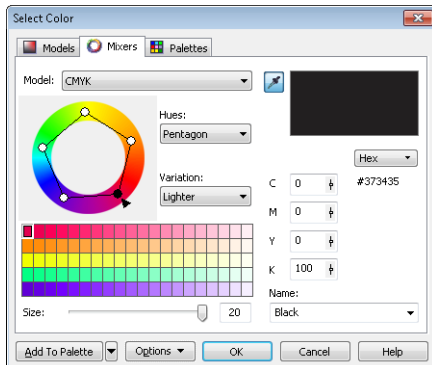 Select Color
Models Mixers Palettes
Model: CMYK
Hues:
Pentagon
Hex
Variation:
C 0 #373435
Lighter
M 0
Y 0
K 100
Name:
Size: 20 Black
Add To Palette Options OK Cancel Help